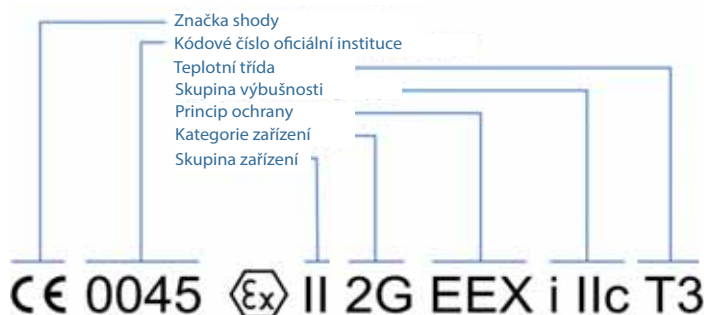 Značka shody
Kódové číslo oficiální instituce
Teplotní třída
Skupina výbušnosti
Princip ochrany
Kategorie zařízení
Skupina zařízení
CE 0045 Ex II 2G EEX i IIc T3